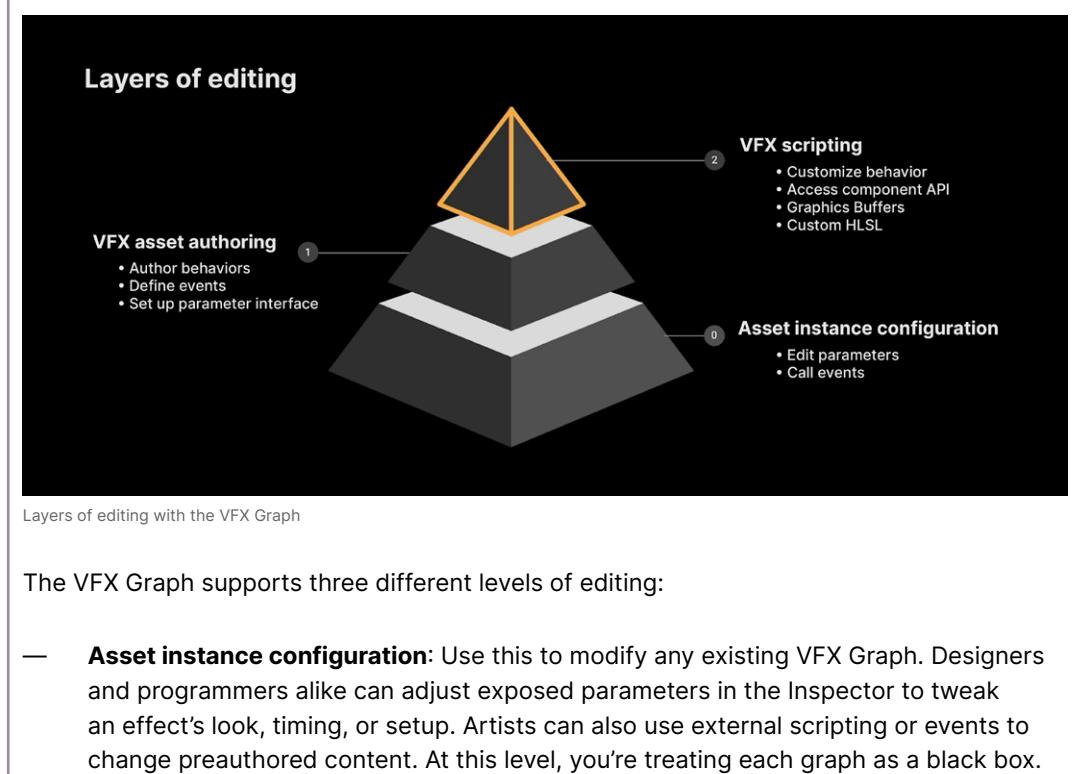 Layers of editing
2
VFX scripting
• Customize behavior
• Access component API
• Graphics Buffers
• Custom HLSL
VFX asset authoring
1
• Author behaviors
• Define events
• Set up parameter interface
0
Asset instance configuration
• Edit parameters
• Call events
Layers of editing with the VFX Graph
The VFX Graph supports three different levels of editing:
— Asset instance configuration: Use this to modify any existing VFX Graph. Designers
and programmers alike can adjust exposed parameters in the Inspector to tweak
an effect’s look, timing, or setup. Artists can also use external scripting or events to
change preauthored content. At this level, you’re treating each graph as a black box.